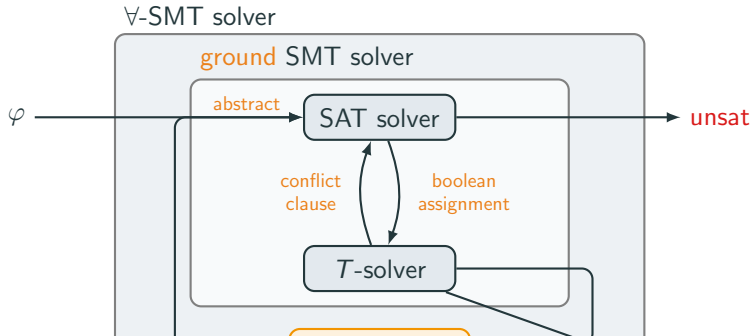 ∀-SMT solver
ground SMT solver
φ
abstract
SAT solver
unsat
conflict
clause
boolean
assignment
T-solver